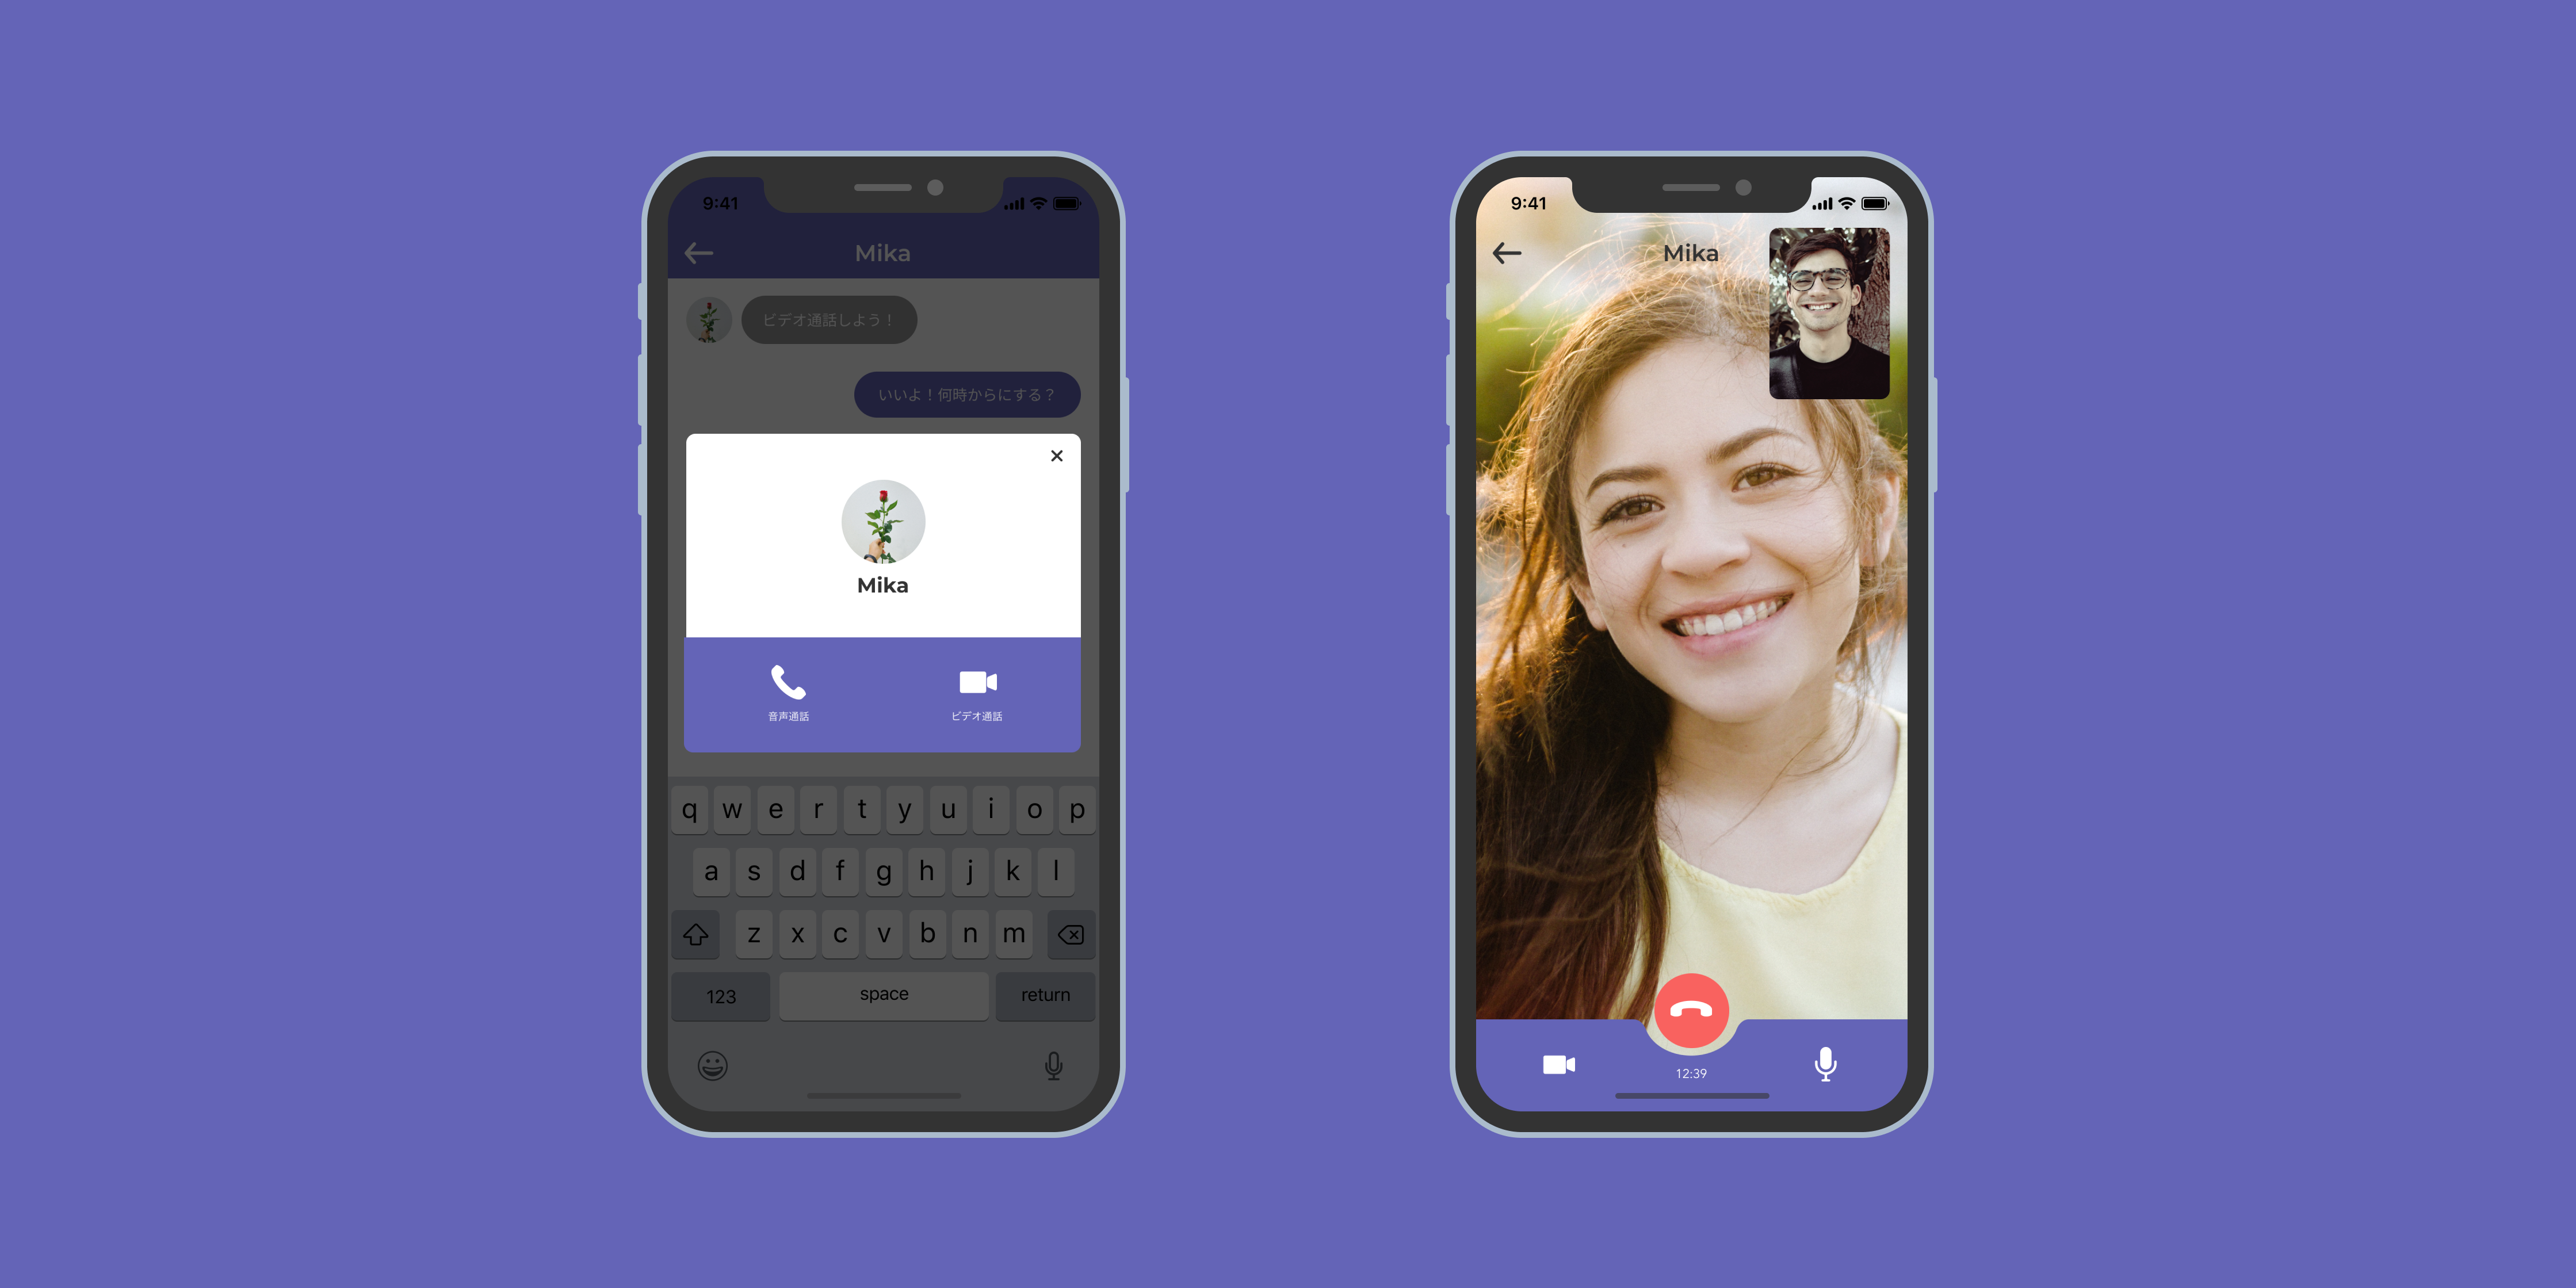 9:41
Mika
ビデオ通話しよう！
いいよ！何時からにする？
Mika
音声通話
ビデオ通話
q w e r t y u i o p
a s d f g h j k l
z x c v b n m
123 space return
9:41
Mika
12:39